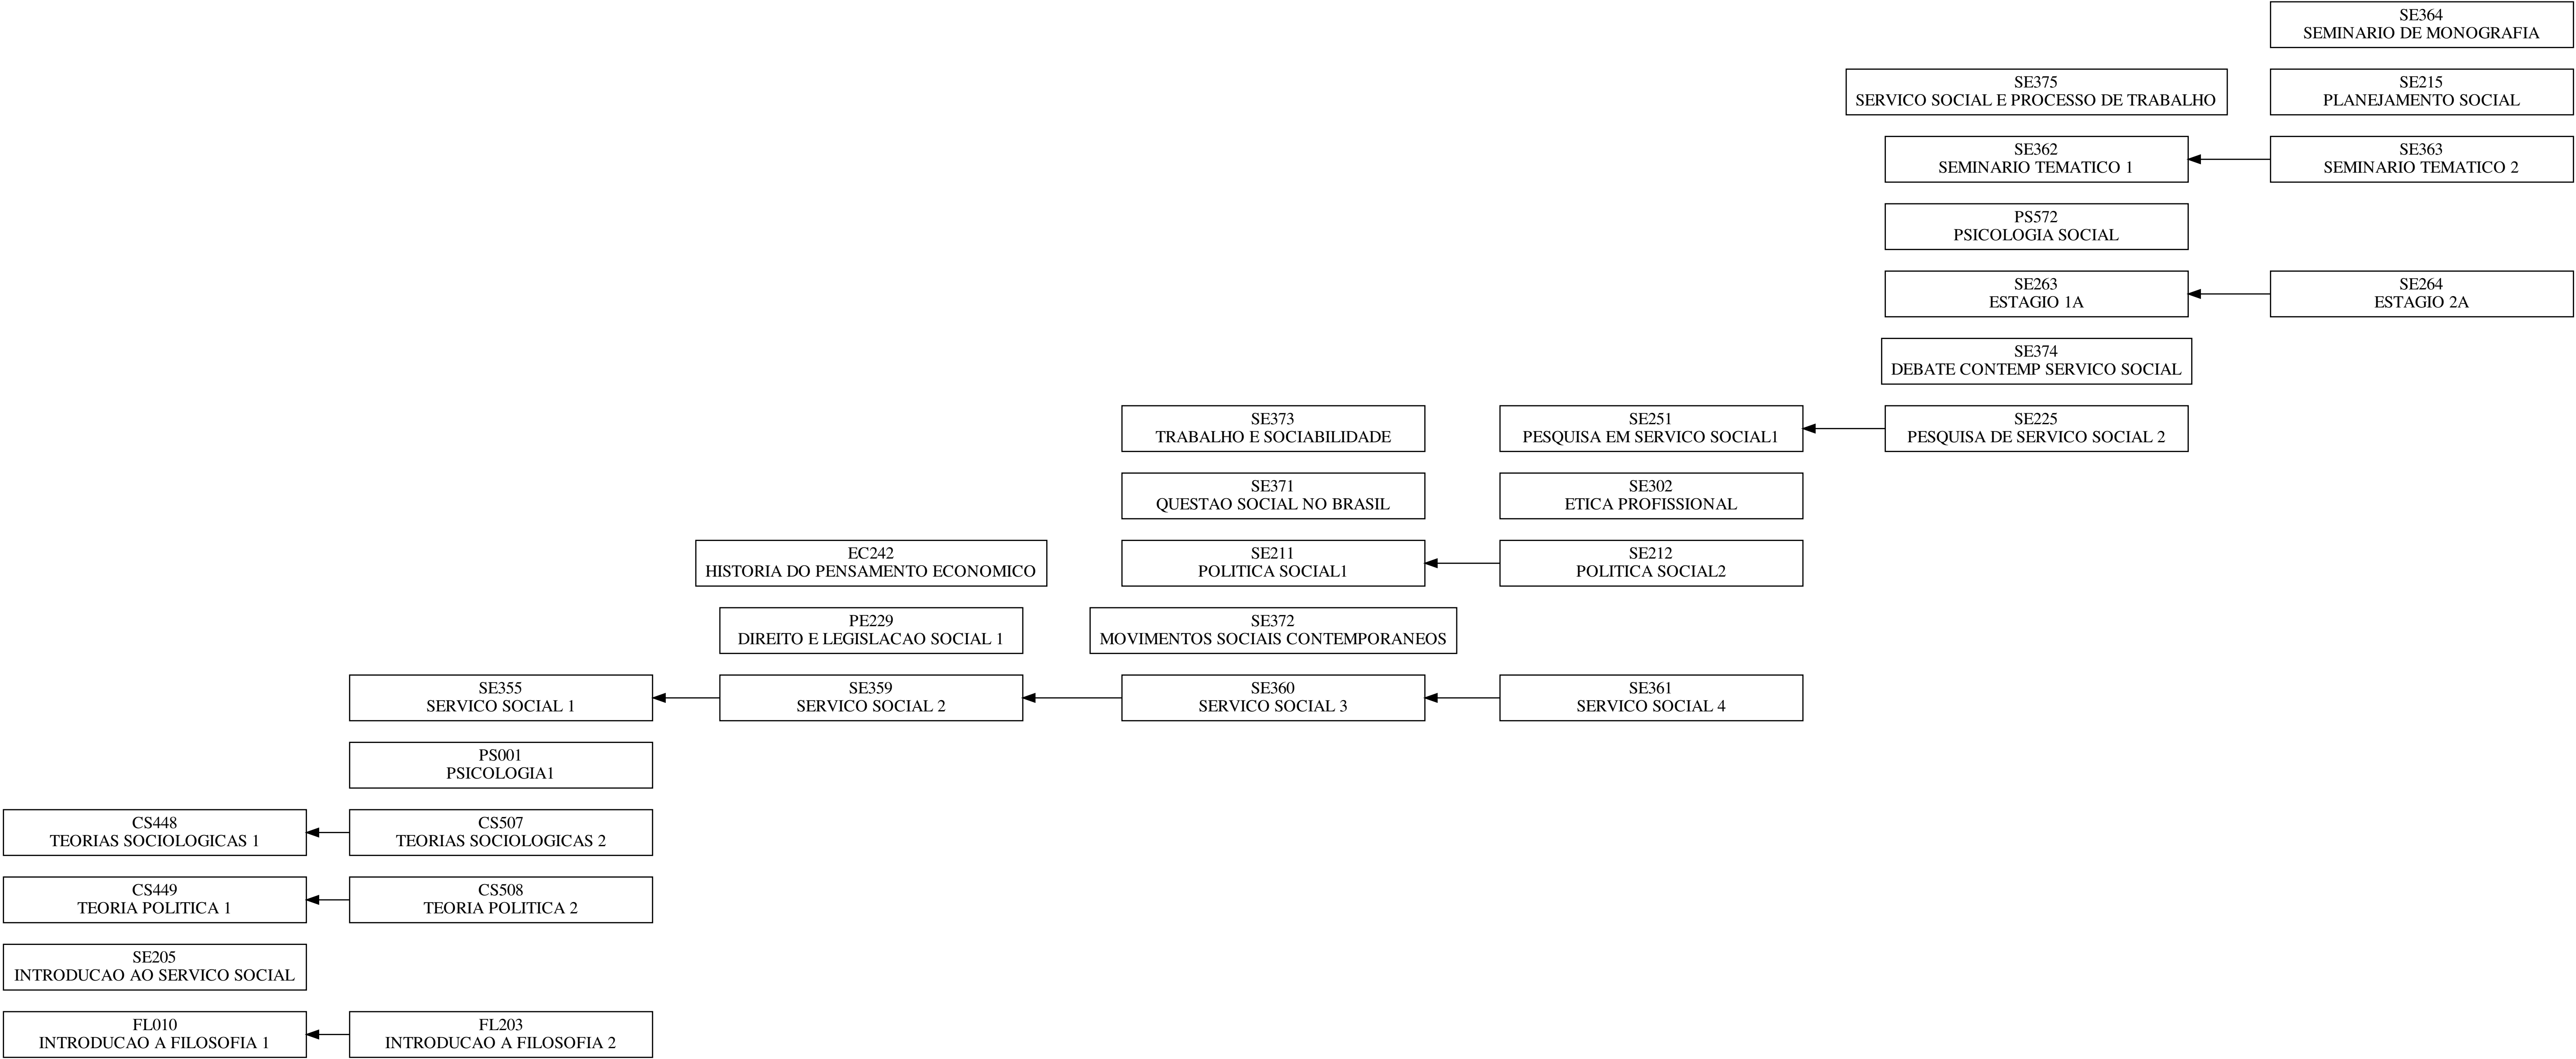 SE364
SEMINARIO DE MONOGRAFIA
SE375
SERVICO SOCIAL E PROCESSO DE TRABALHO
SE215
PLANEJAMENTO SOCIAL
SE362
SEMINARIO TEMATICO 1
SE363
SEMINARIO TEMATICO 2
PS572
PSICOLOGIA SOCIAL
SE263
ESTAGIO 1A
SE264
ESTAGIO 2A
SE374
DEBATE CONTEMP SERVICO SOCIAL
SE373
TRABALHO E SOCIABILIDADE
SE251
PESQUISA EM SERVICO SOCIAL1
SE225
PESQUISA DE SERVICO SOCIAL 2
SE371
QUESTAO SOCIAL NO BRASIL
SE302
ETICA PROFISSIONAL
EC242
HISTORIA DO PENSAMENTO ECONOMICO
SE211
POLITICA SOCIAL1
SE212
POLITICA SOCIAL2
PE229
DIREITO E LEGISLACAO SOCIAL 1
SE372
MOVIMENTOS SOCIAIS CONTEMPORANEOS
SE355
SERVICO SOCIAL 1
SE359
SERVICO SOCIAL 2
SE360
SERVICO SOCIAL 3
SE361
SERVICO SOCIAL 4
PS001
PSICOLOGIA1
CS448
TEORIAS SOCIOLOGICAS 1
CS507
TEORIAS SOCIOLOGICAS 2
CS449
TEORIA POLITICA 1
CS508
TEORIA POLITICA 2
SE205
INTRODUCAO AO SERVICO SOCIAL
FL010
INTRODUCAO A FILOSOFIA 1
FL203
INTRODUCAO A FILOSOFIA 2